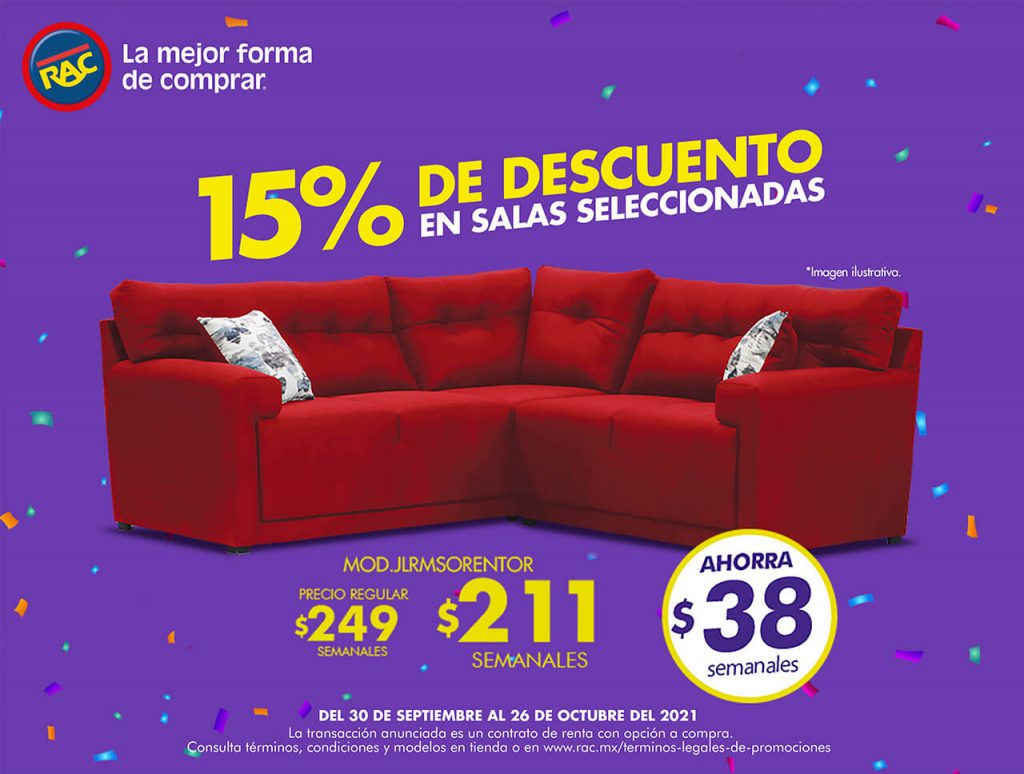 RAC
La mejor forma
de comprar.
15% DE DESCUENTO
EN SALAS SELECCIONADAS
*Imagen ilustrativa.
MOD.JLRMSORENTOR
PRECIO REGULAR
$249
SEMANALES
$211
SEMANALES
AHORRA
$38
semanales
DEL 30 DE SEPTIEMBRE AL 26 DE OCTUBRE DEL 2021
La transacción anunciada es un contrato de renta con opción a compra.
Consulta términos, condiciones y modelos en tienda o en www.rac.mx/terminos-legales-de-promociones